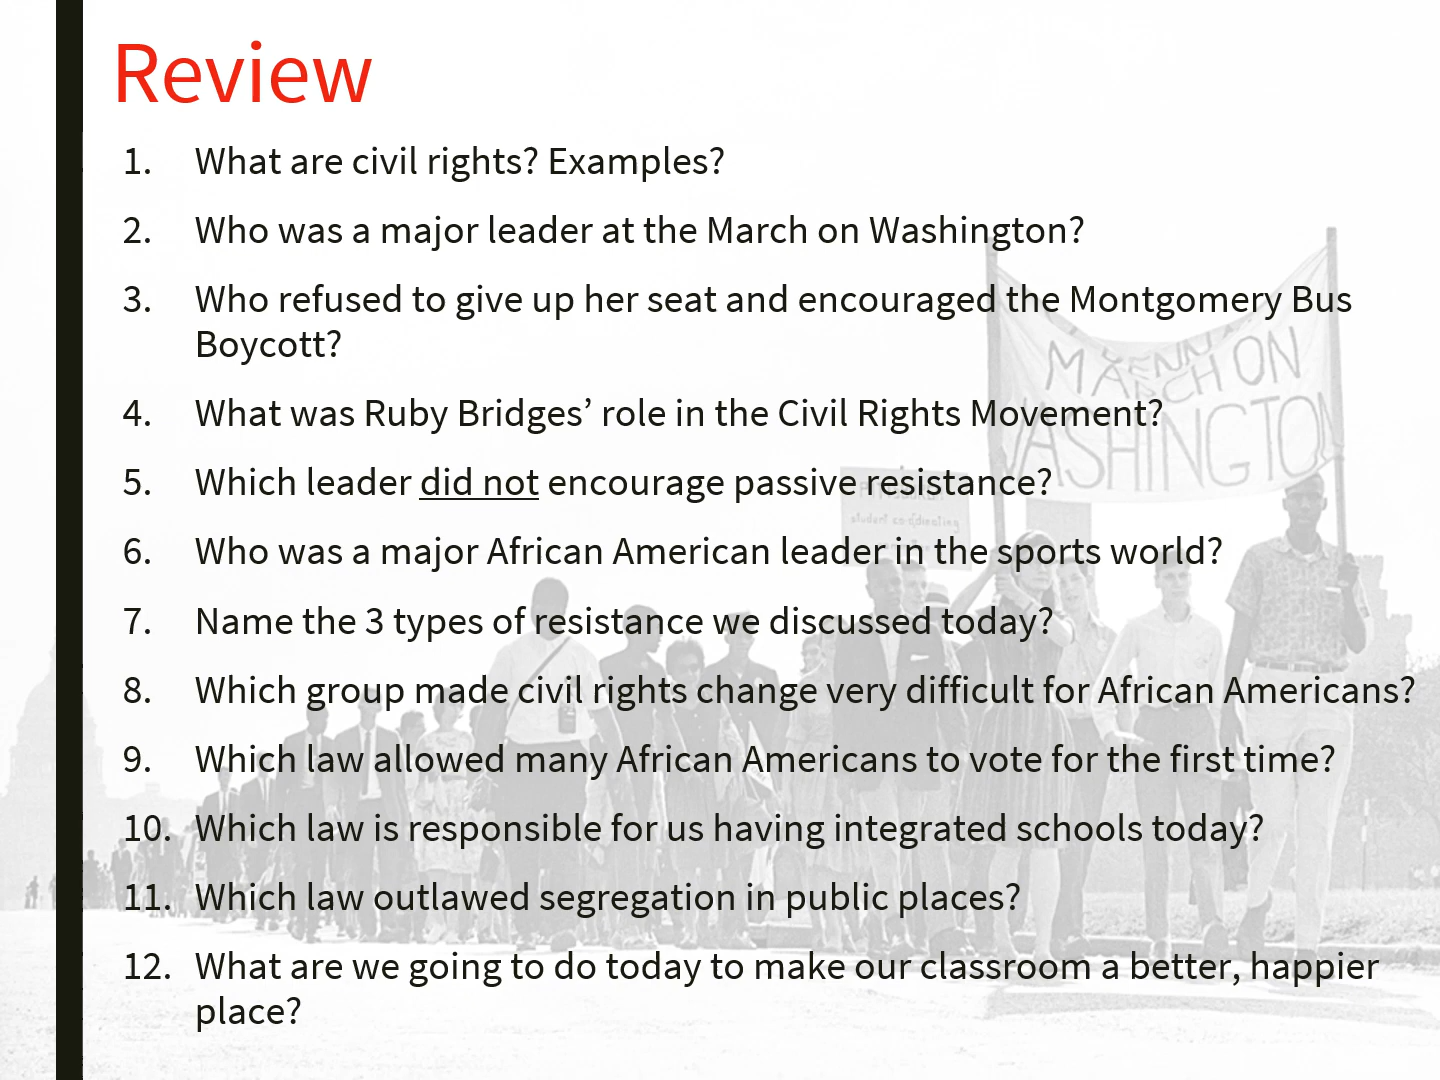 Review
1. What are civil rights? Examples?
2. Who was a major leader at the March on Washington?
3. Who refused to give up her seat and encouraged the Montgomery Bus
Boycott?
4. What was Ruby Bridges’ role in the Civil Rights Movement?
5. Which leader did not encourage passive resistance?
6. Who was a major African American leader in the sports world?
7. Name the 3 types of resistance we discussed today?
8. Which group made civil rights change very difficult for African Americans?
9. Which law allowed many African Americans to vote for the first time?
10. Which law is responsible for us having integrated schools today?
11. Which law outlawed segregation in public places?
12. What are we going to do today to make our classroom a better, happier
place?
MARCH ON
WASHINGTON
student coordinating